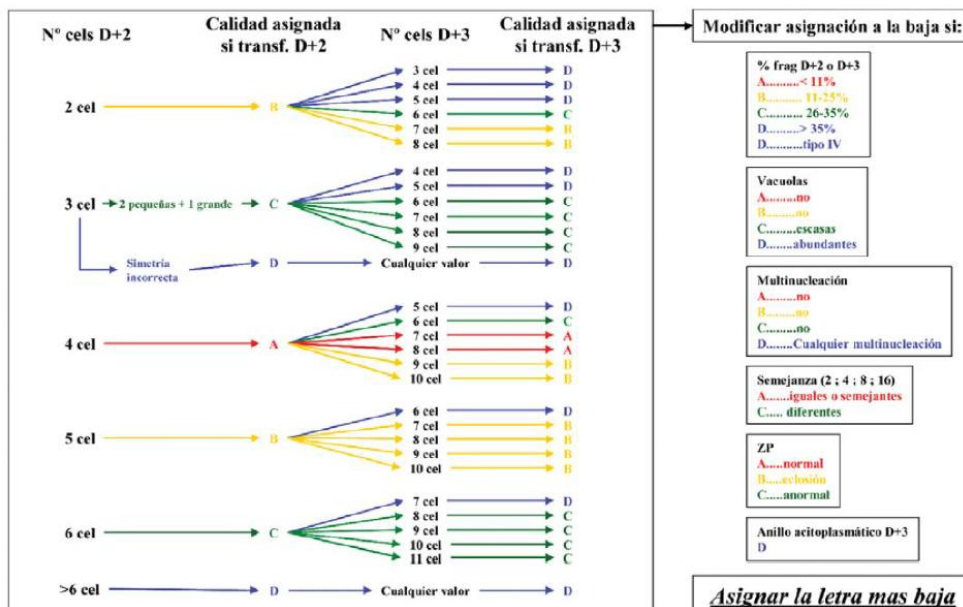 Nº cels D+2
Calidad asignada
si transf. D+2
Nº cels D+3
Calidad asignada
si transf. D+3
2 cel
B
3 cel
D
4 cel
D
5 cel
D
6 cel
C
7 cel
B
8 cel
B
3 cel
2 pequeñas + 1 grande
C
4 cel
D
5 cel
D
6 cel
C
7 cel
C
8 cel
C
9 cel
C
Simetría
incorrecta
D
Cualquier valor
D
4 cel
A
5 cel
D
6 cel
C
7 cel
A
8 cel
A
9 cel
B
10 cel
B
5 cel
B
6 cel
D
7 cel
B
8 cel
B
9 cel
B
10 cel
B
6 cel
C
7 cel
D
8 cel
C
9 cel
C
10 cel
C
11 cel
C
>6 cel
D
Cualquier valor
D
Modificar asignación a la baja si:
% frag D+2 o D+3
A..........< 11%
B.......... 11-25%
C........... 26-35%
D...........> 35%
D...........tipo IV
Vacuolas
A.........no
B.........no
C.........escasas
D........abundantes
Multinucleación
A........no
B.........no
C........no
D........Cualquier multinucleación
Semejanza (2 ; 4 ; 8 ; 16)
A.......iguales o semejantes
C..... diferentes
ZP
A.....normal
B.....eclosión
C.....anormal
Anillo acitoplasmático D+3
D
Asignar la letra mas baja